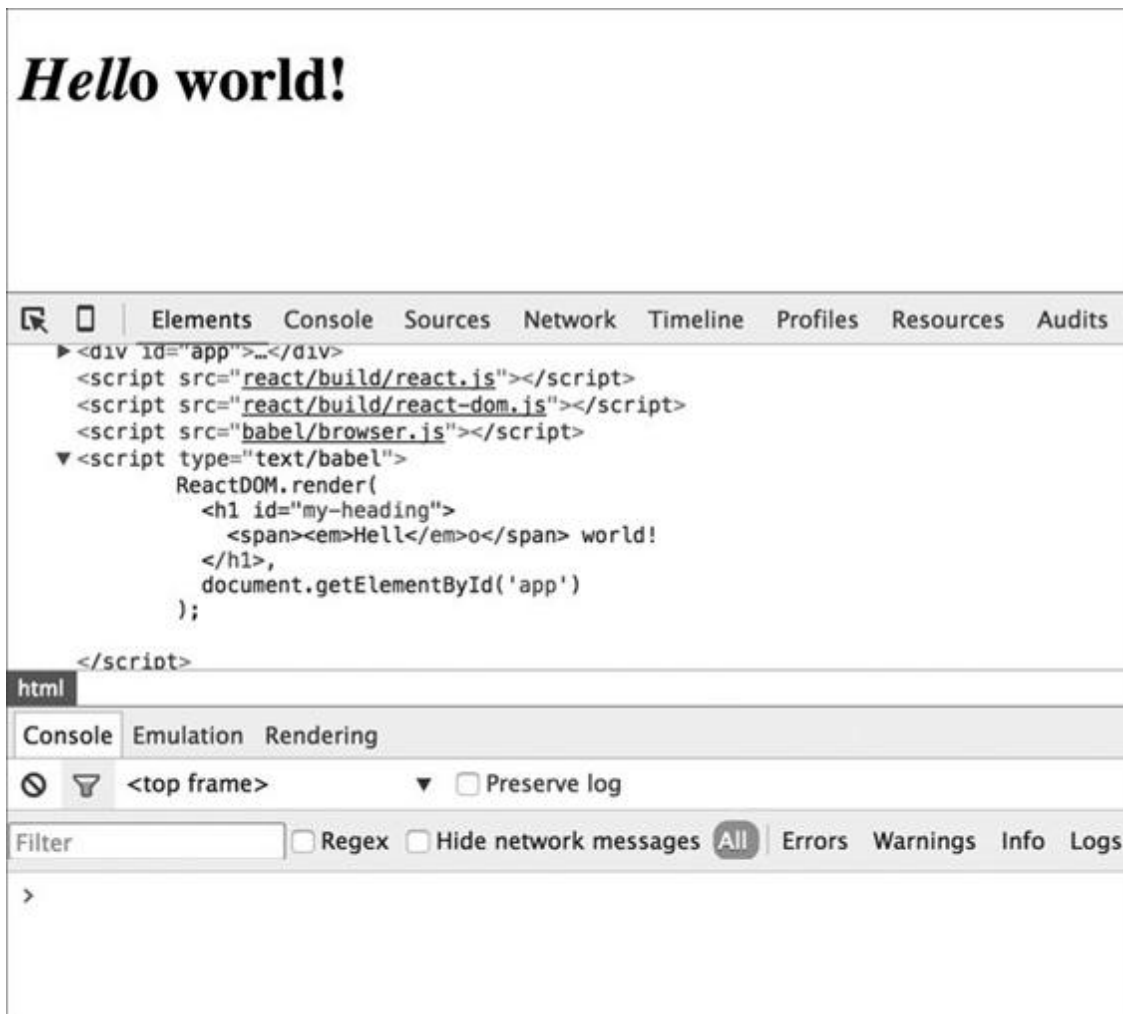 Hello world!
Elements Console Sources Network Timeline Profiles Resources Audits
▶<div id="app">…</div>
<script src="react/build/react.js"></script>
<script src="react/build/react-dom.js"></script>
<script src="babel/browser.js"></script>
▼<script type="text/babel">
ReactDOM.render(
<h1 id="my-heading">
<span><em>Hell</em>o</span> world!
</h1>,
document.getElementById('app')
);
</script>
html
Console Emulation Rendering
<top frame> ▼ Preserve log
Filter Regex Hide network messages All Errors Warnings Info Logs
>